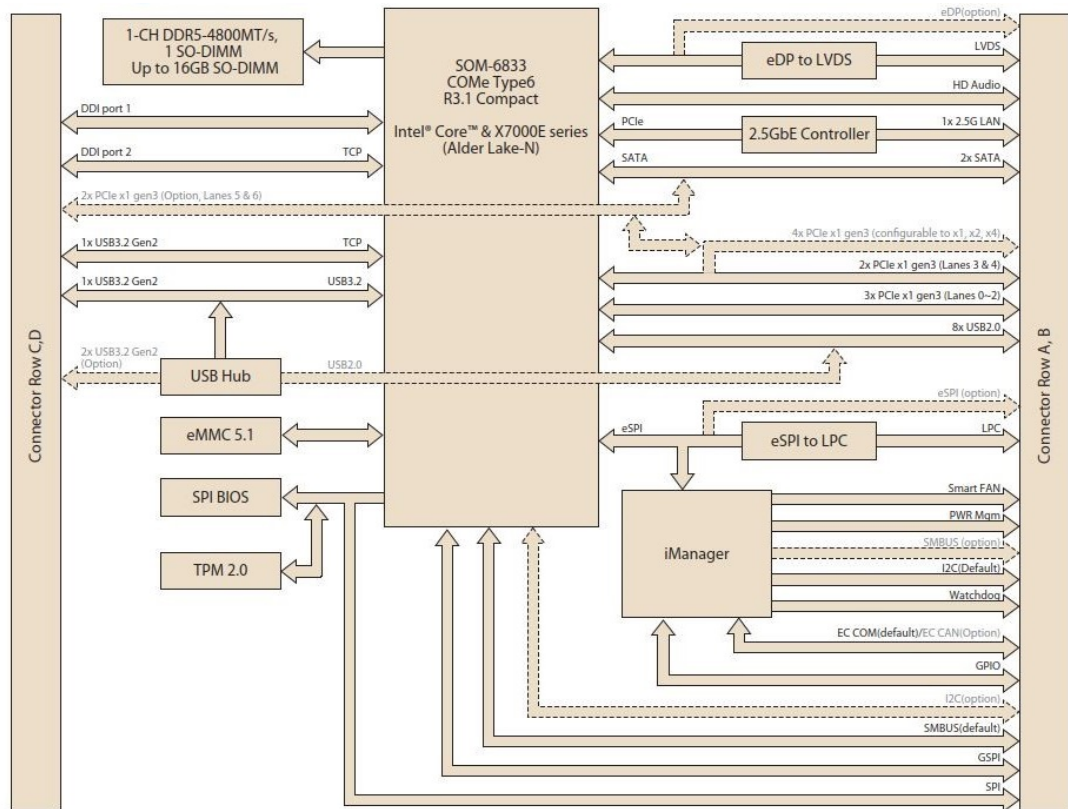 1-CH DDR5-4800MT/s,
1 SO-DIMM
Up to 16GB SO-DIMM
SOM-6833
COMe Type6
R3.1 Compact
Intel® Core™ & X7000E series
(Alder Lake-N)
eDP(option)
LVDS
eDP to LVDS
HD Audio
PCIe
2.5GbE Controller
1x 2.5G LAN
SATA
2x SATA
DDI port 1
DDI port 2
TCP
2x PCIe x1 gen3 (Option, Lanes 5 & 6)
4x PCIe x1 gen3 (configurable to x1, x2, x4)
1x USB3.2 Gen2
TCP
2x PCIe x1 gen3 (Lanes 3 & 4)
1x USB3.2 Gen2
USB3.2
3x PCIe x1 gen3 (Lanes 0~2)
8x USB2.0
2x USB3.2 Gen2
(Option)
USB Hub
USB2.0
Connector Row C,D
Connector Row A, B
eSPI (option)
eMMC 5.1
eSPI
eSPI to LPC
LPC
SPI BIOS
TPM 2.0
iManager
Smart FAN
PWR Mgm
SMBUS (option)
I2C(Default)
Watchdog
EC COM(default)/EC CAN(Option)
GPIO
I2C(option)
SMBUS(default)
GSPI
SPI